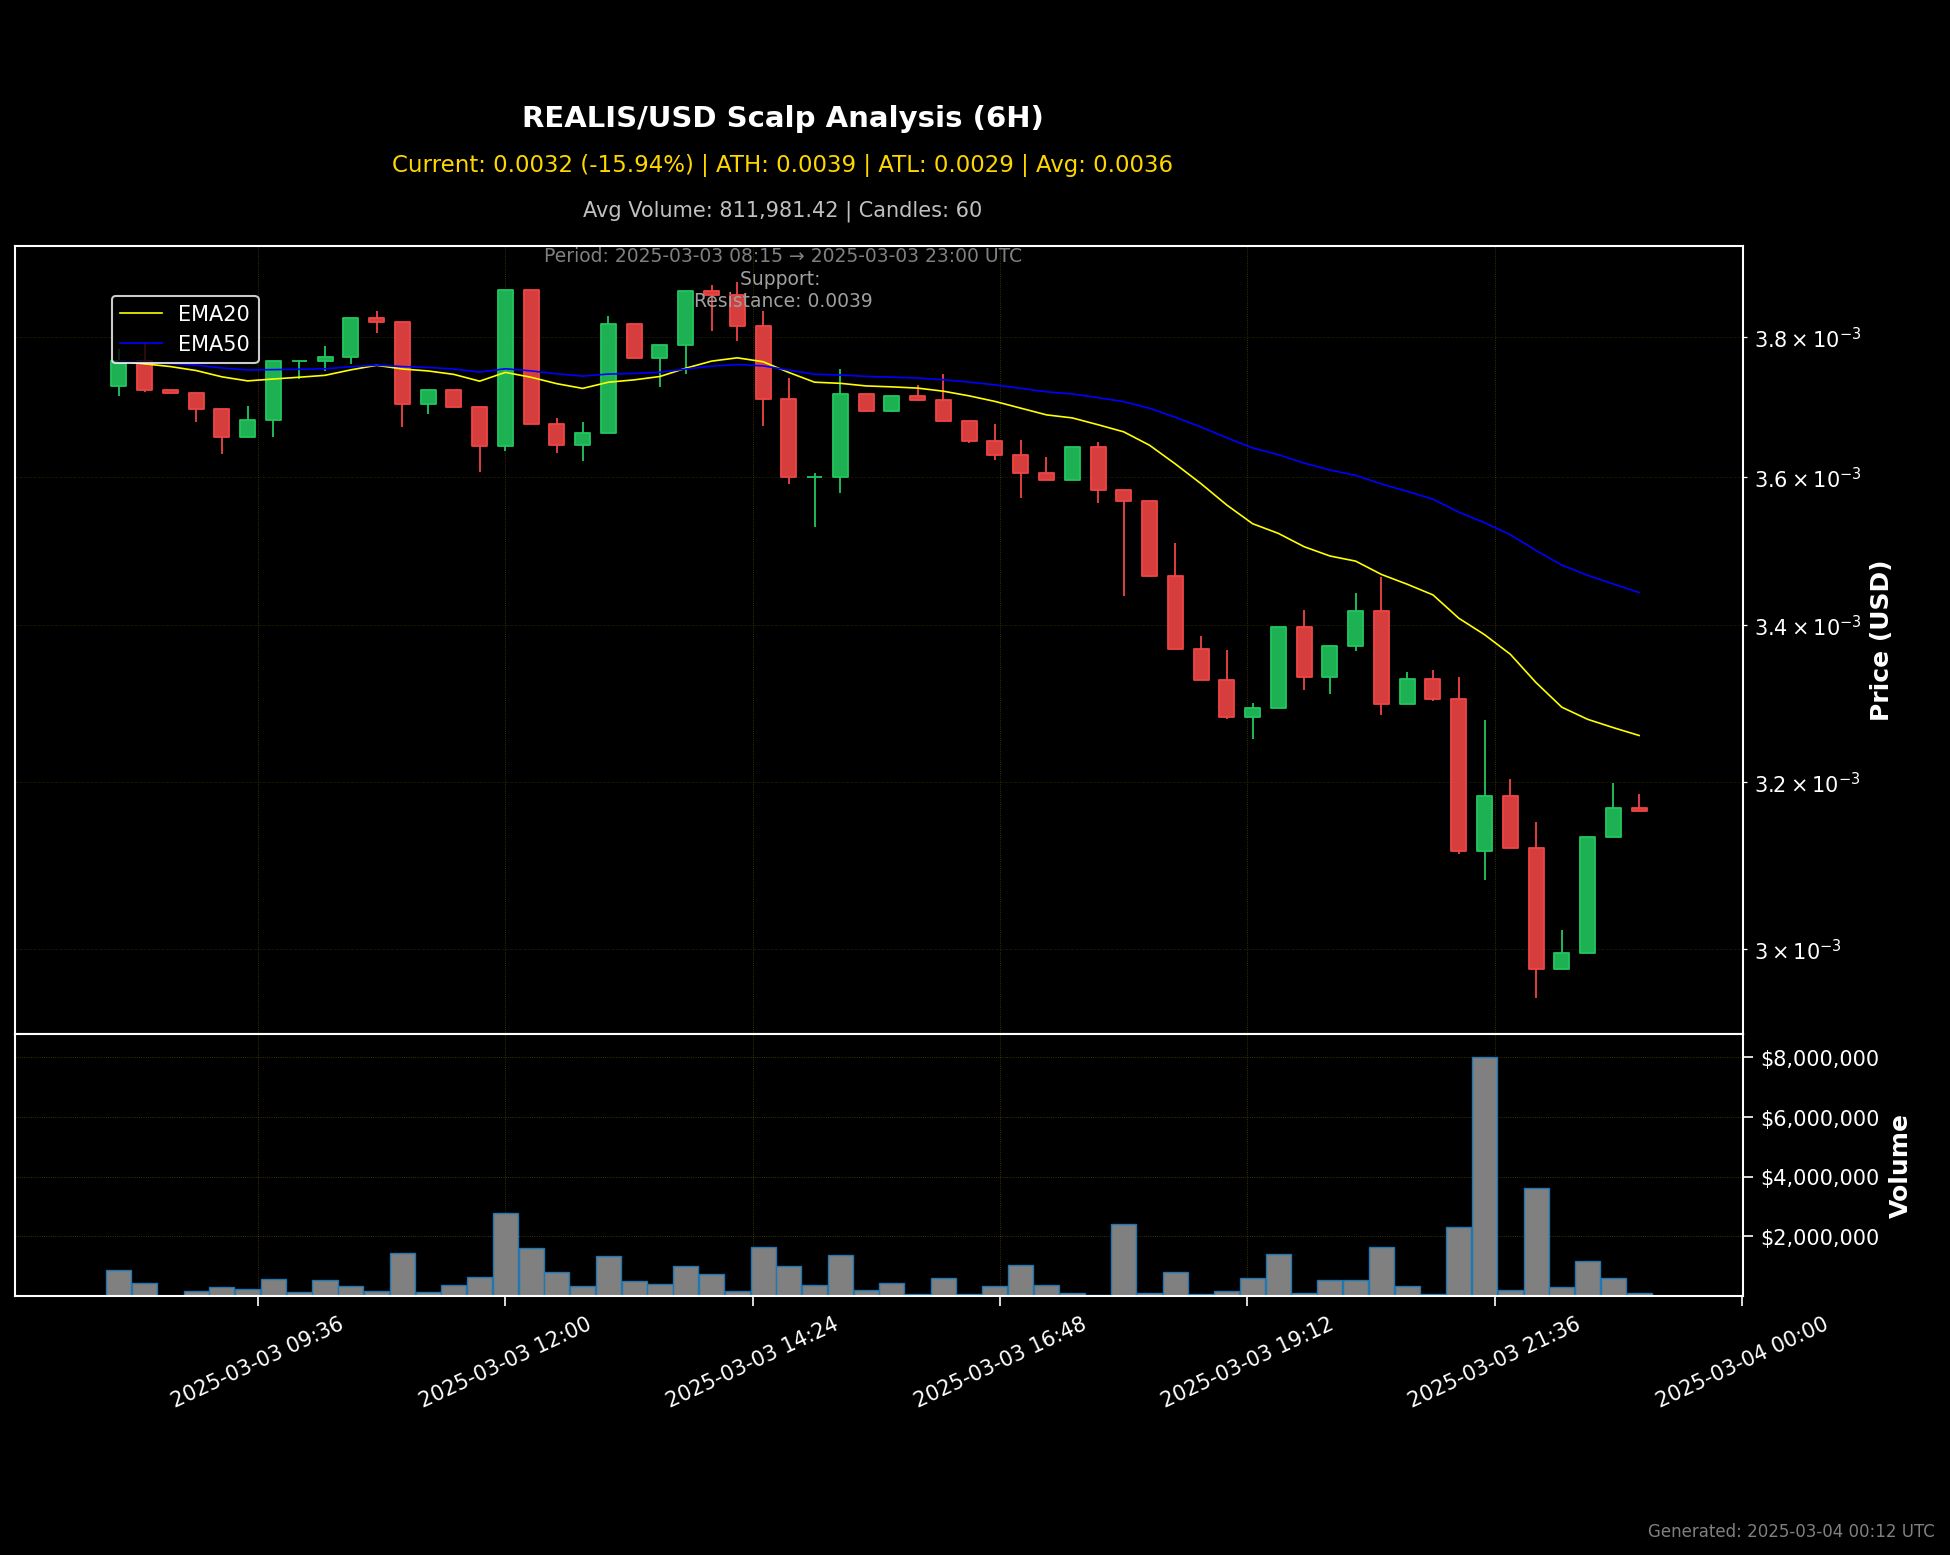 REALIS/USD Scalp Analysis (6H)
Current: 0.0032 (-15.94%) | ATH: 0.0039 | ATL: 0.0029 | Avg: 0.0036
Avg Volume: 811,981.42 | Candles: 60
Period: 2025-03-03 08:15 → 2025-03-03 23:00 UTC
Support:
Resistance: 0.0039
EMA20
EMA50
3.8 × 10⁻³
3.6 × 10⁻³
3.4 × 10⁻³
3.2 × 10⁻³
3 × 10⁻³
Price (USD)
$8,000,000
$6,000,000
$4,000,000
$2,000,000
Volume
2025-03-03 09:36
2025-03-03 12:00
2025-03-03 14:24
2025-03-03 16:48
2025-03-03 19:12
2025-03-03 21:36
2025-03-04 00:00
Generated: 2025-03-04 00:12 UTC